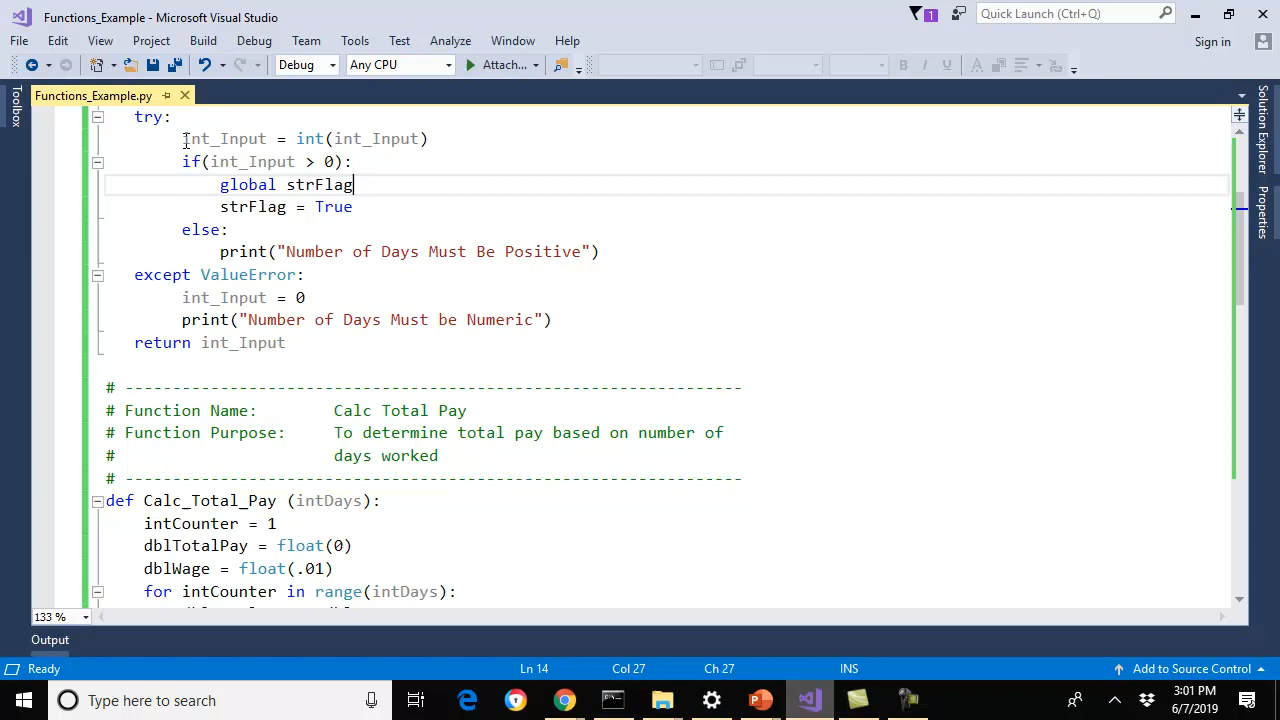 Functions_Example - Microsoft Visual Studio
1
Quick Launch (Ctrl+Q)
File Edit View Project Build Debug Team Tools Test Analyze Window Help
Sign in
Debug Any CPU Attach... B I U A
Functions_Example.py
Toolbox
Solution Explorer
Properties
try:
int_Input = int(int_Input)
if(int_Input > 0):
global strFlag
strFlag = True
else:
print("Number of Days Must Be Positive")
except ValueError:
int_Input = 0
print("Number of Days Must be Numeric")
return int_Input
# -----------------------------------------------------------------
# Function Name: Calc Total Pay
# Function Purpose: To determine total pay based on number of
# days worked
# -----------------------------------------------------------------
def Calc_Total_Pay (intDays):
intCounter = 1
dblTotalPay = float(0)
dblWage = float(.01)
for intCounter in range(intDays):
133 %
Output
Ready Ln 14 Col 27 Ch 27 INS Add to Source Control
Type here to search
3:01 PM
6/7/2019